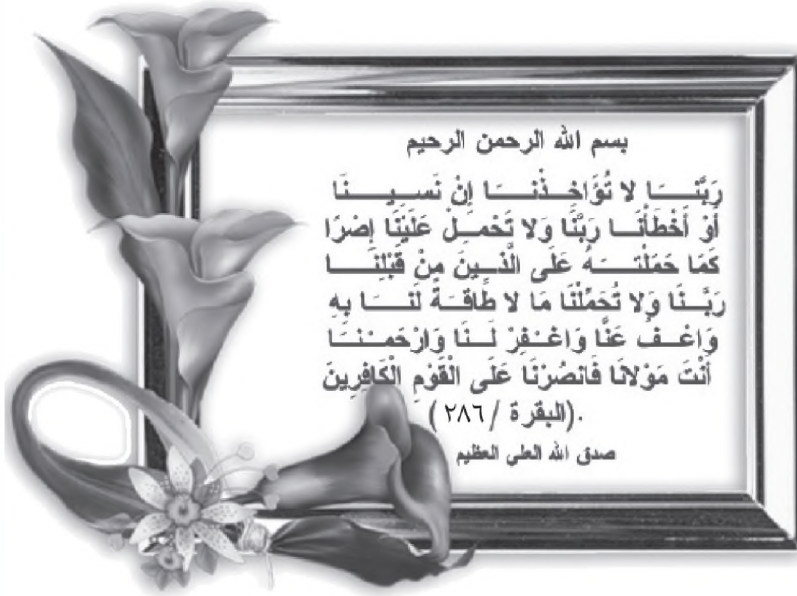 بسم الله الرحمن الرحيم
رَبَّنَا لا تُؤَاخِذْنَا إِنْ نَسِينَا
أَوْ أَخْطَأْنَا رَبَّنَا وَلا تَحْمِلْ عَلَيْنَا إِصْرًا
كَمَا حَمَلْتَهُ عَلَى الَّذِينَ مِنْ قَبْلِنَا
رَبَّنَا وَلا تُحَمِّلْنَا مَا لا طَاقَةَ لَنَا بِهِ
وَاعْفُ عَنَّا وَاغْفِرْ لَنَا وَارْحَمْنَا
أَنْتَ مَوْلانَا فَانصُرْنَا عَلَى الْقَوْمِ الْكَافِرِينَ
.(البقرة / ٢٨٦)
صدق الله العلي العظيم